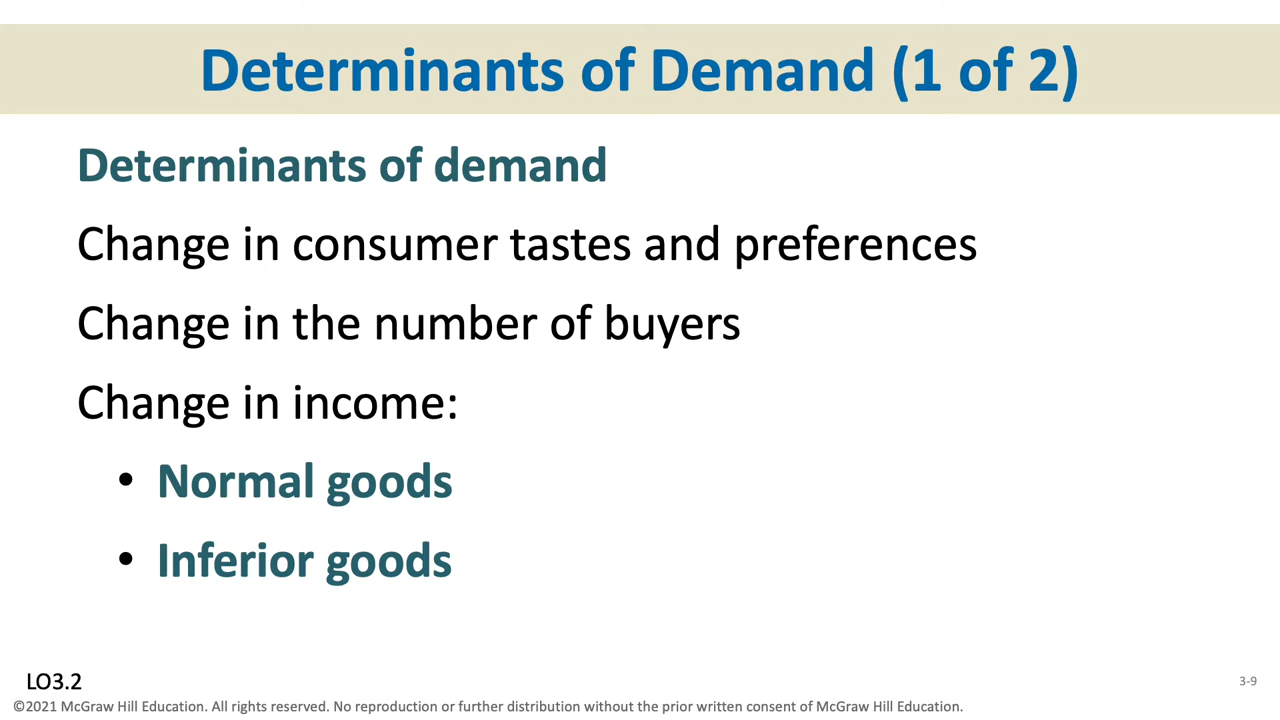 Determinants of Demand (1 of 2)
Determinants of demand
Change in consumer tastes and preferences
Change in the number of buyers
Change in income:
• Normal goods
• Inferior goods
LO3.2
3-9
©2021 McGraw Hill Education. All rights reserved. No reproduction or further distribution without the prior written consent of McGraw Hill Education.